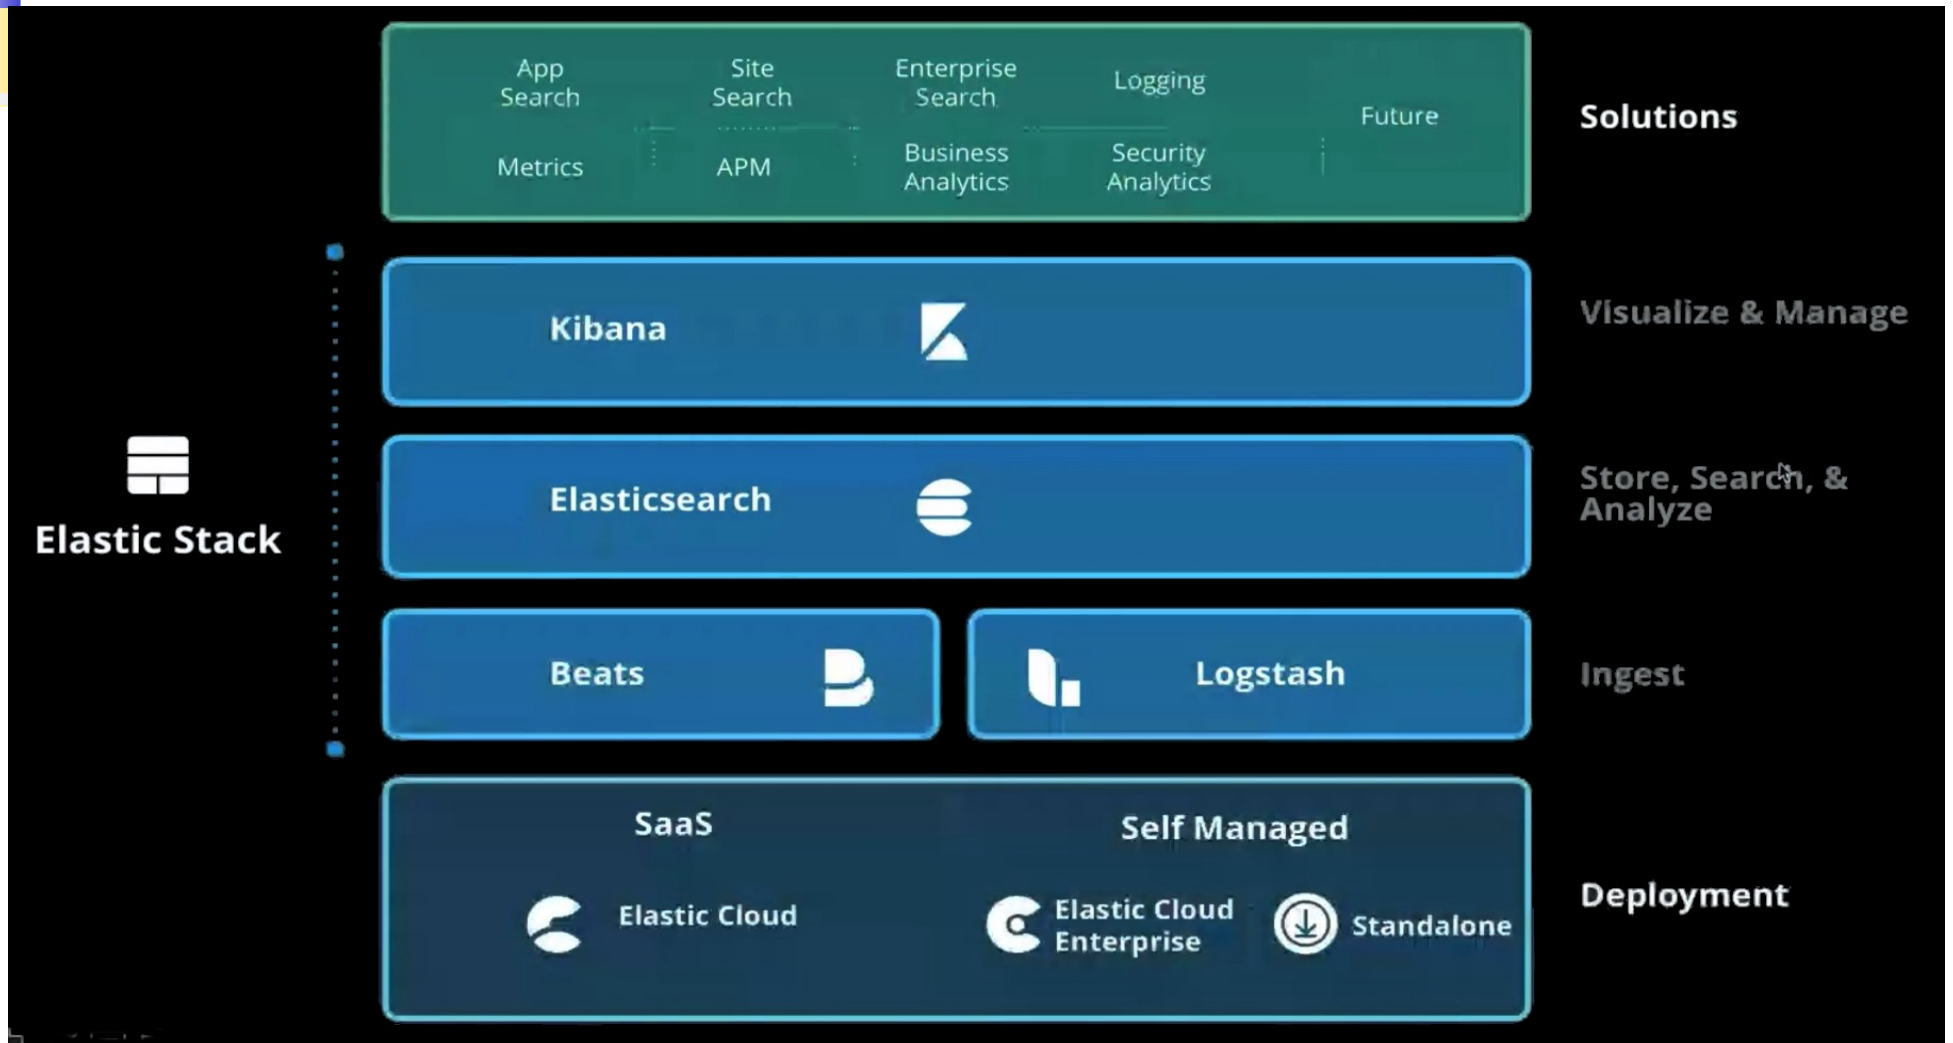 App
Search
Site
Search
Enterprise
Search
Logging
Future
Metrics
APM
Business
Analytics
Security
Analytics
Solutions
Kibana
Visualize & Manage
Elastic Stack
Elasticsearch
Store, Search, &
Analyze
Beats
Logstash
Ingest
SaaS
Self Managed
Elastic Cloud
Elastic Cloud
Enterprise
Standalone
Deployment